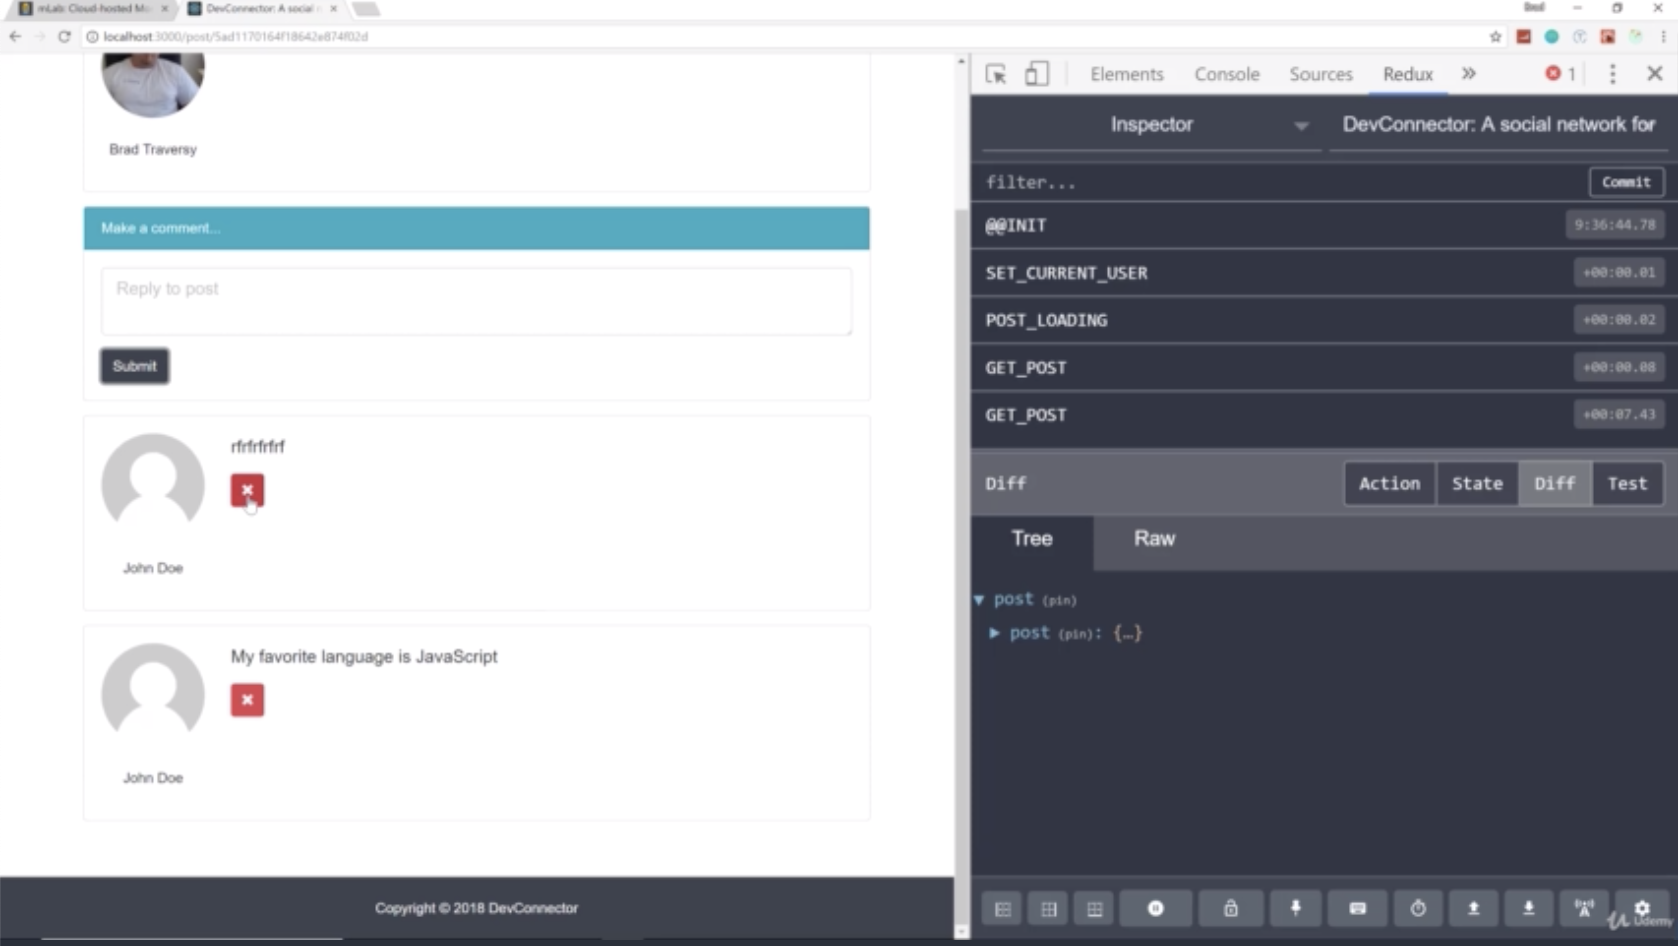 mLab: Cloud-hosted Mo
DevConnector: A social n
localhost:3000/post/5ad1170164f18642e874f02d
Elements
Console
Sources
Redux
1
Brad Traversy
Make a comment...
Reply to post
Submit
rfrfrfrfrf
John Doe
My favorite language is JavaScript
John Doe
Copyright © 2018 DevConnector
Inspector
DevConnector: A social network for
filter...
Commit
@@INIT
9:36:44.78
SET_CURRENT_USER
+00:00.01
POST_LOADING
+00:00.02
GET_POST
+00:00.08
GET_POST
+00:07.43
Diff
Action
State
Diff
Test
Tree
Raw
post (pin)
post (pin): {…}
Udemy